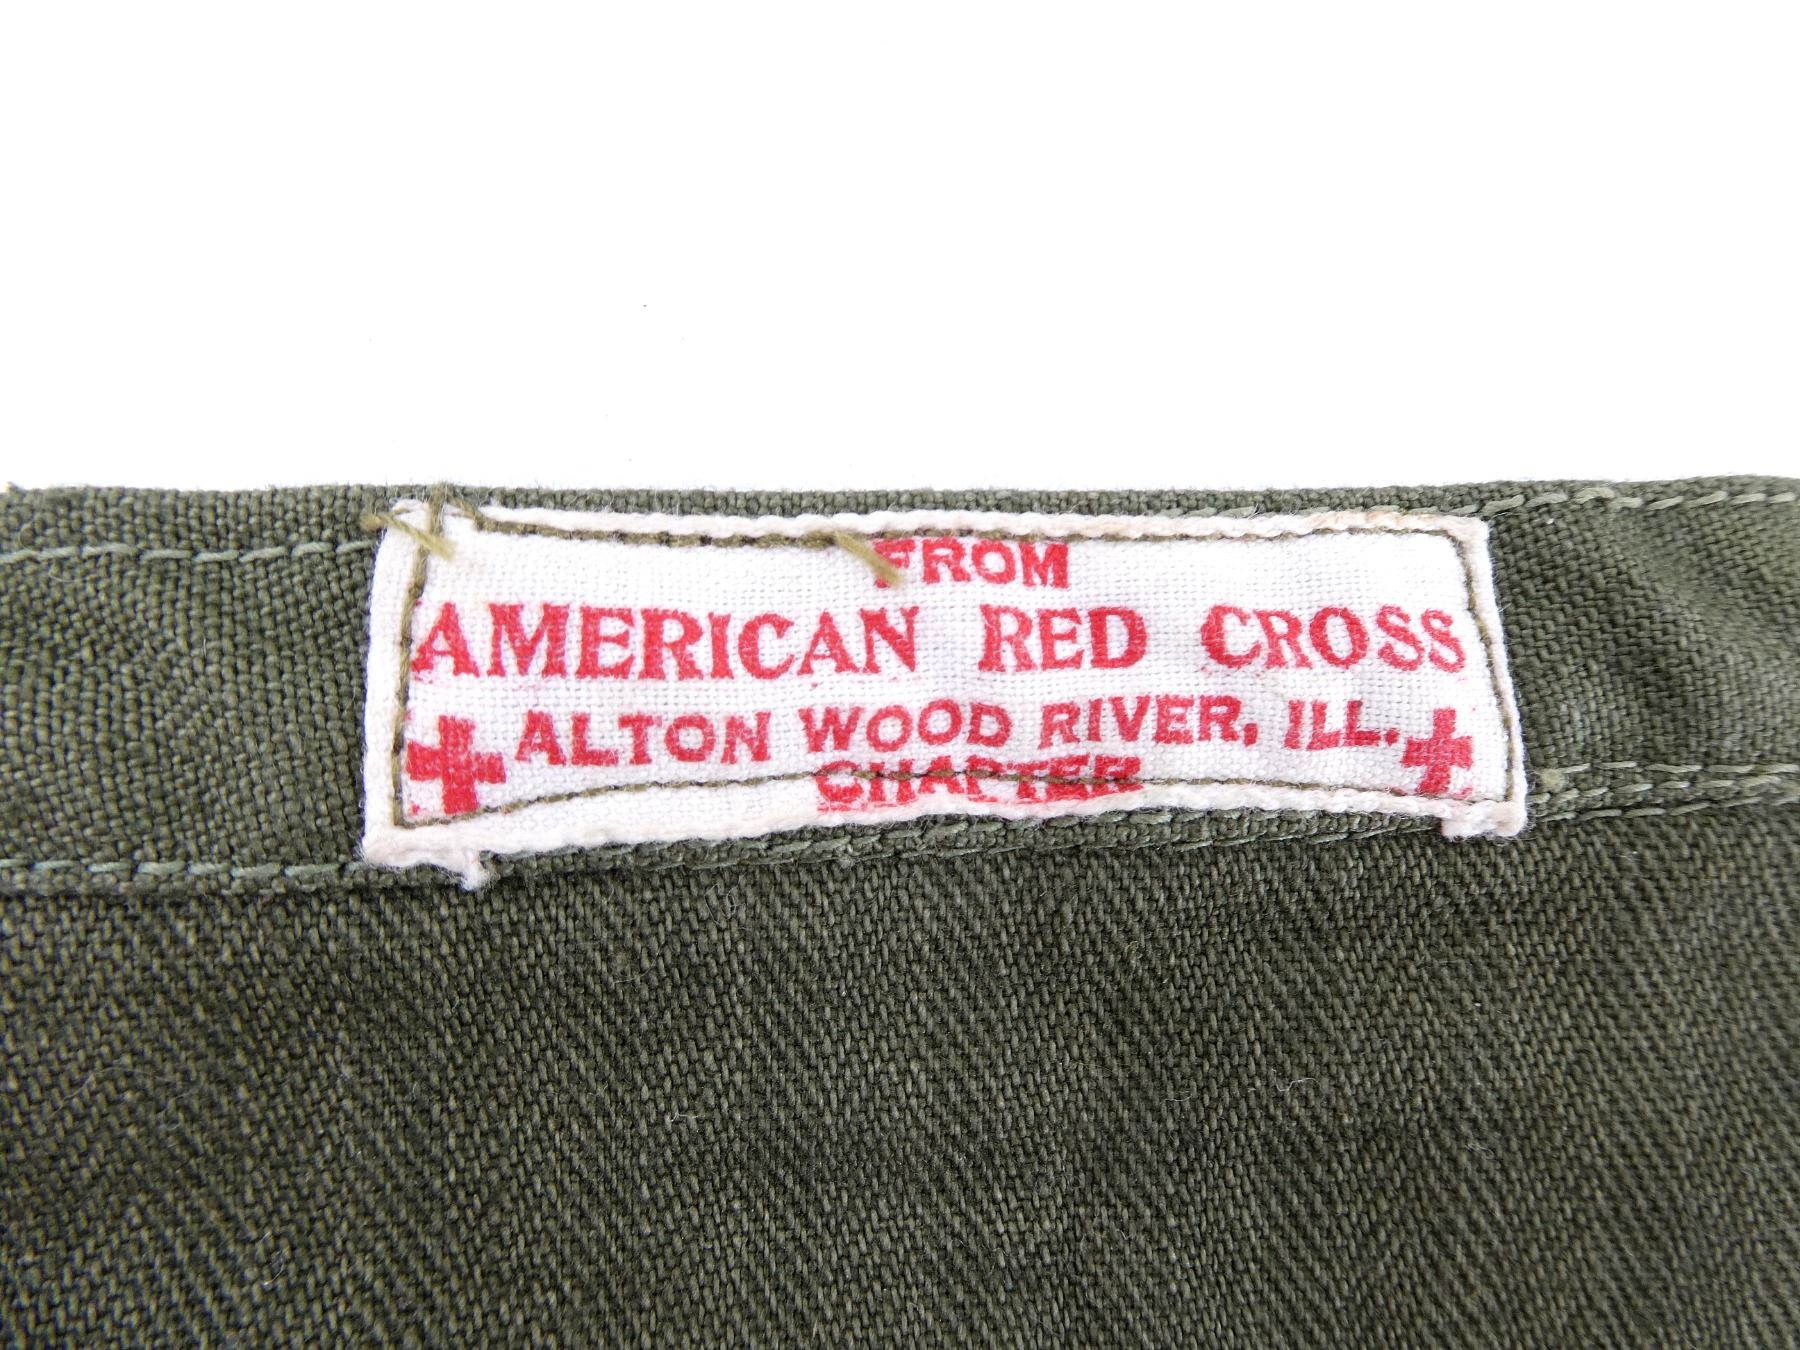 FROM
AMERICAN RED CROSS
ALTON WOOD RIVER, ILL.
CHAPTER